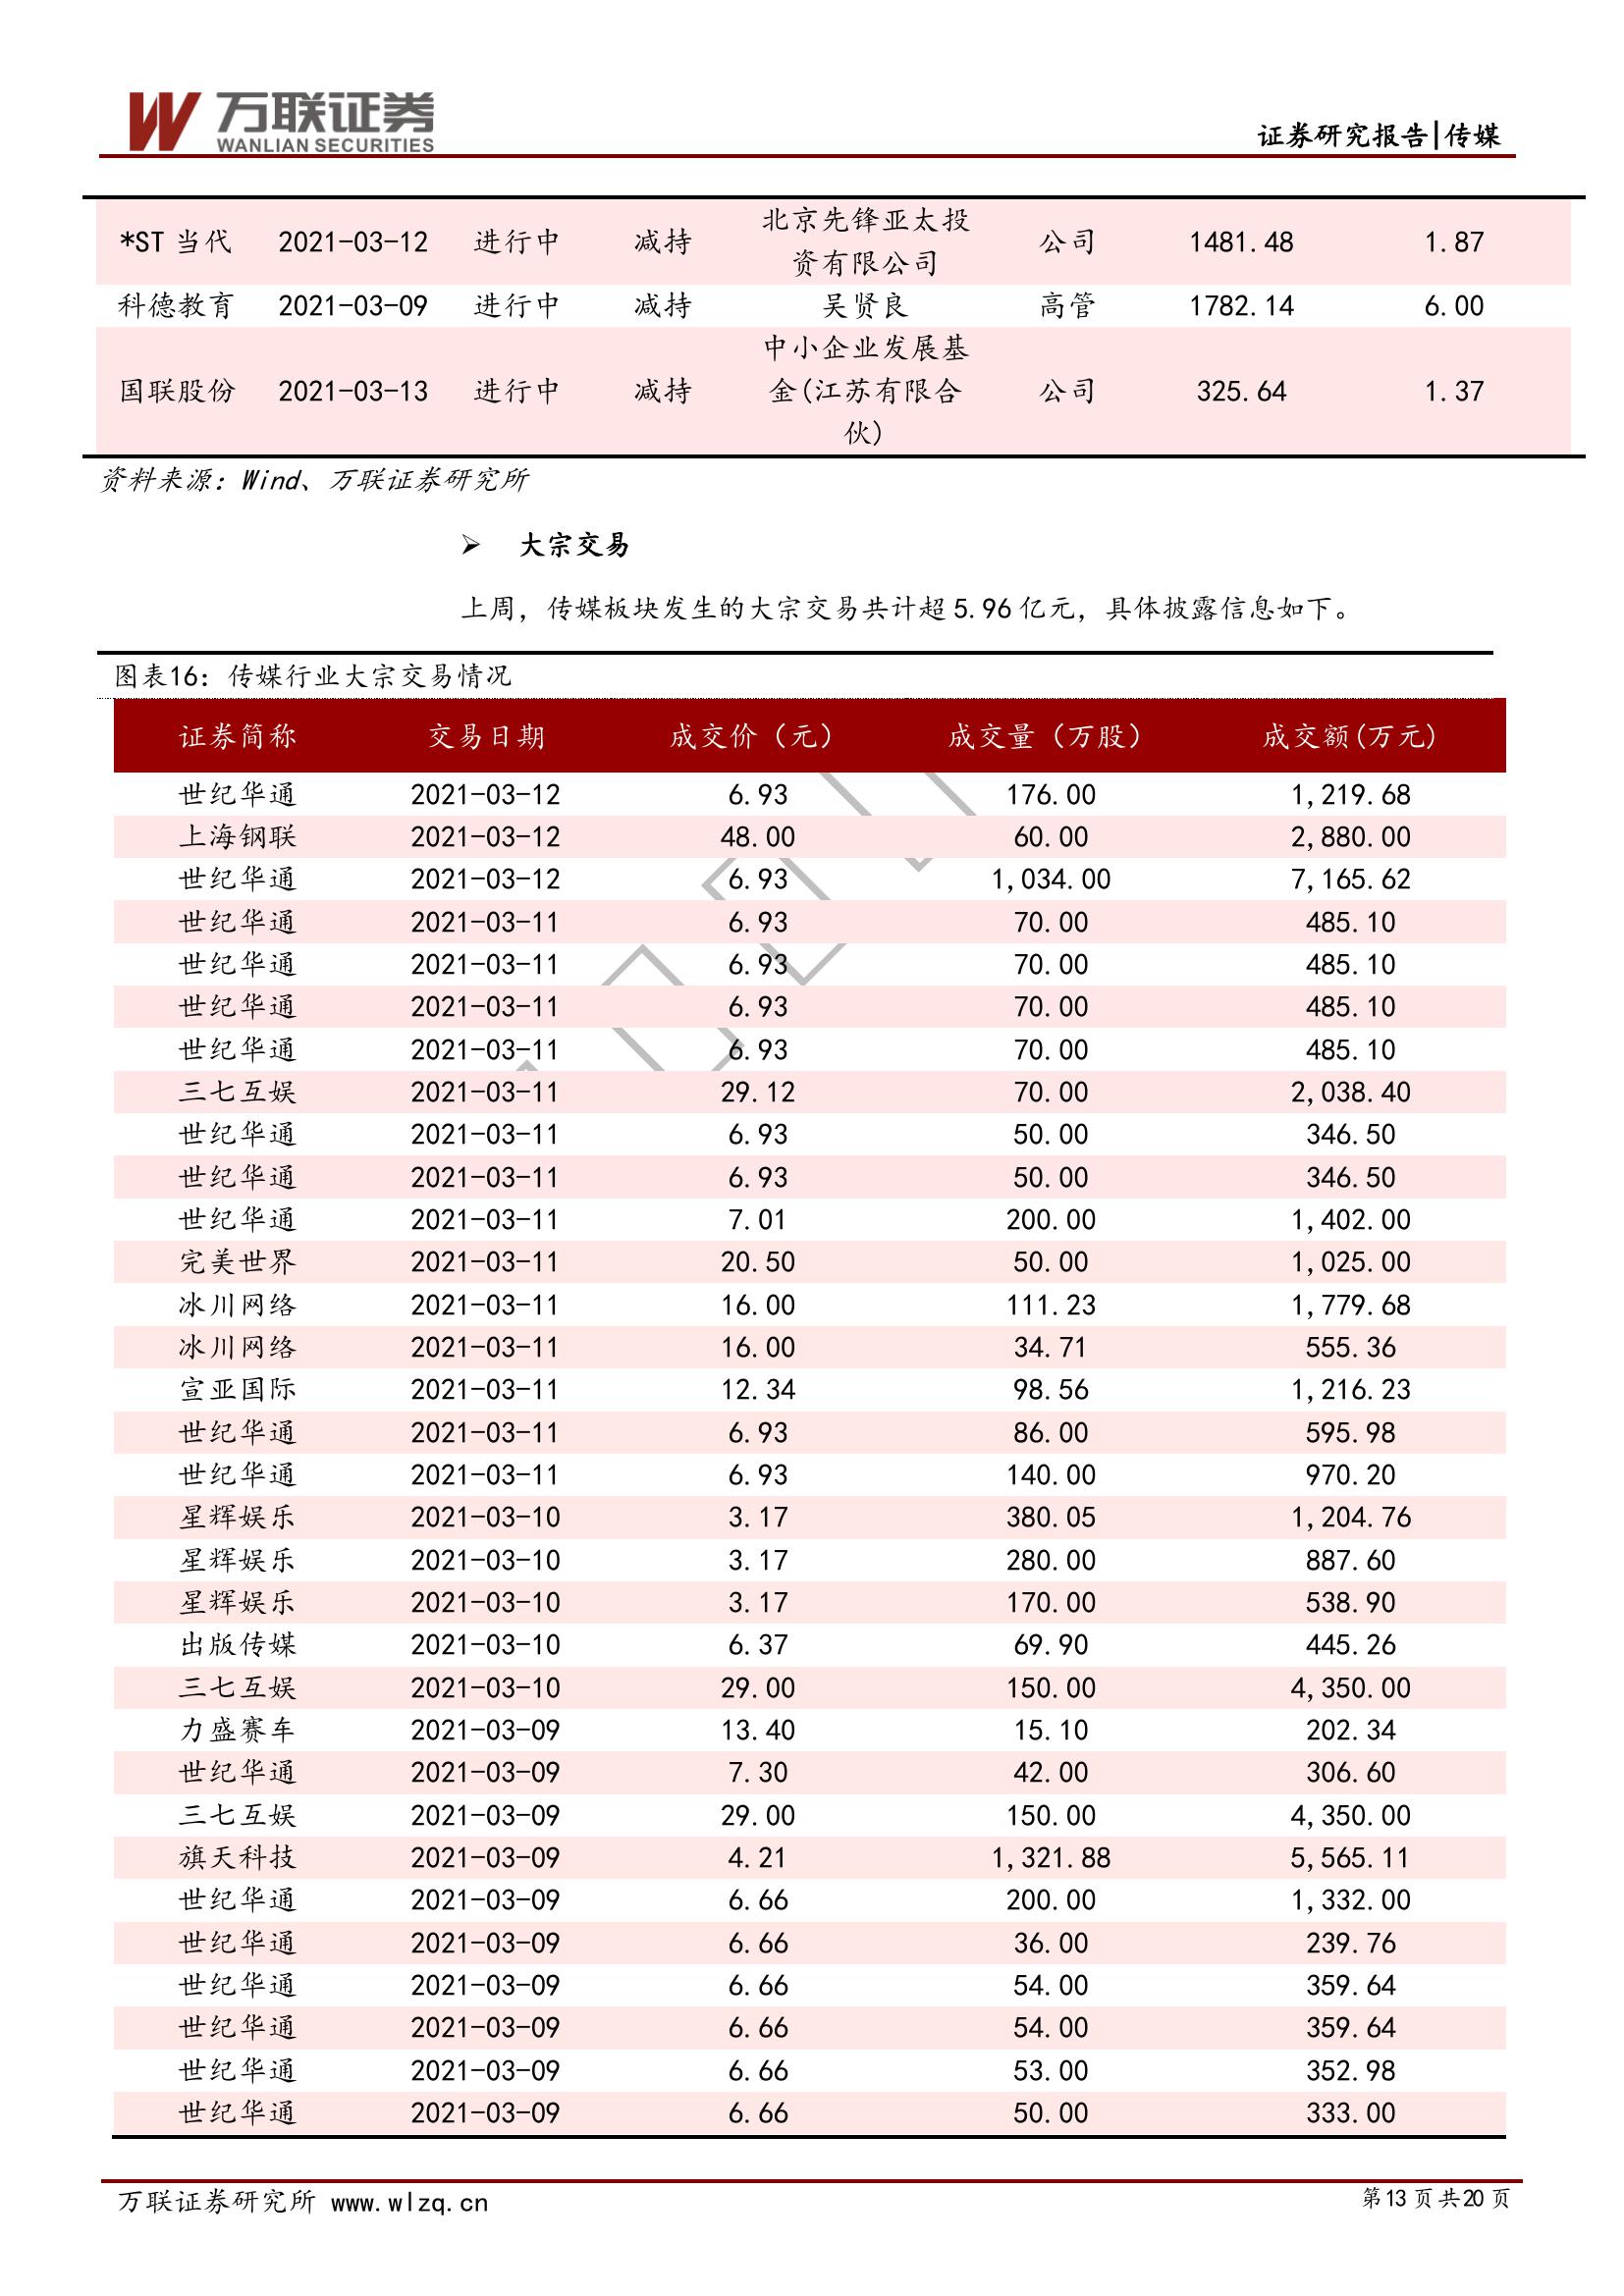 万联证券
WANLIAN SECURITIES
证券研究报告|传媒
*ST 当代 2021-03-12 进行中 减持 北京先锋亚太投资有限公司 公司 1481.48 1.87
科德教育 2021-03-09 进行中 减持 吴贤良 高管 1782.14 6.00
国联股份 2021-03-13 进行中 减持 中小企业发展基金(江苏有限合伙) 公司 325.64 1.37
资料来源：Wind、万联证券研究所
➢ 大宗交易
上周，传媒板块发生的大宗交易共计超 5.96 亿元，具体披露信息如下。
图表16：传媒行业大宗交易情况
证券简称 交易日期 成交价（元） 成交量（万股） 成交额(万元)
世纪华通 2021-03-12 6.93 176.00 1,219.68
上海钢联 2021-03-12 48.00 60.00 2,880.00
世纪华通 2021-03-12 6.93 1,034.00 7,165.62
世纪华通 2021-03-11 6.93 70.00 485.10
世纪华通 2021-03-11 6.93 70.00 485.10
世纪华通 2021-03-11 6.93 70.00 485.10
世纪华通 2021-03-11 6.93 70.00 485.10
三七互娱 2021-03-11 29.12 70.00 2,038.40
世纪华通 2021-03-11 6.93 50.00 346.50
世纪华通 2021-03-11 6.93 50.00 346.50
世纪华通 2021-03-11 7.01 200.00 1,402.00
完美世界 2021-03-11 20.50 50.00 1,025.00
冰川网络 2021-03-11 16.00 111.23 1,779.68
冰川网络 2021-03-11 16.00 34.71 555.36
宣亚国际 2021-03-11 12.34 98.56 1,216.23
世纪华通 2021-03-11 6.93 86.00 595.98
世纪华通 2021-03-11 6.93 140.00 970.20
星辉娱乐 2021-03-10 3.17 380.05 1,204.76
星辉娱乐 2021-03-10 3.17 280.00 887.60
星辉娱乐 2021-03-10 3.17 170.00 538.90
出版传媒 2021-03-10 6.37 69.90 445.26
三七互娱 2021-03-10 29.00 150.00 4,350.00
力盛赛车 2021-03-09 13.40 15.10 202.34
世纪华通 2021-03-09 7.30 42.00 306.60
三七互娱 2021-03-09 29.00 150.00 4,350.00
旗天科技 2021-03-09 4.21 1,321.88 5,565.11
世纪华通 2021-03-09 6.66 200.00 1,332.00
世纪华通 2021-03-09 6.66 36.00 239.76
世纪华通 2021-03-09 6.66 54.00 359.64
世纪华通 2021-03-09 6.66 54.00 359.64
世纪华通 2021-03-09 6.66 53.00 352.98
世纪华通 2021-03-09 6.66 50.00 333.00
万联证券研究所 www.wlzq.cn
第13 页 共20 页